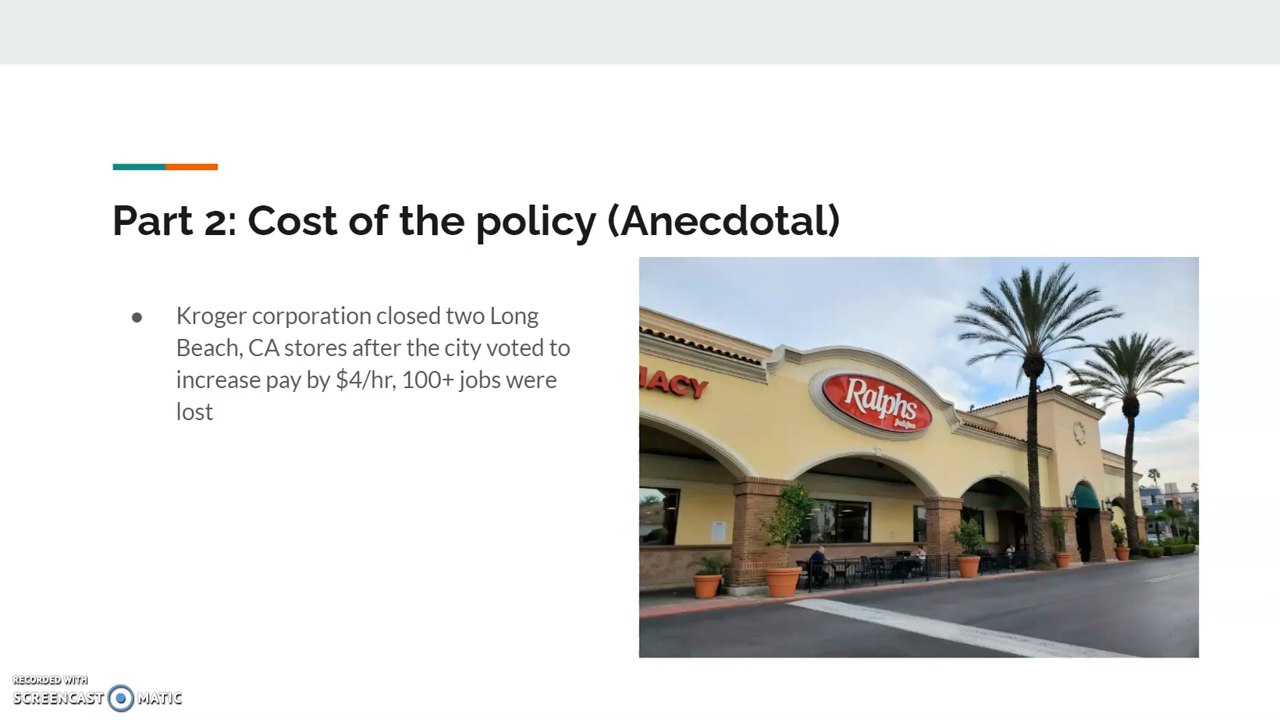 Part 2: Cost of the policy (Anecdotal)
● Kroger corporation closed two Long
Beach, CA stores after the city voted to
increase pay by $4/hr, 100+ jobs were
lost
MACY
Ralphs
RECORDED WITH
SCREENCAST MATIC